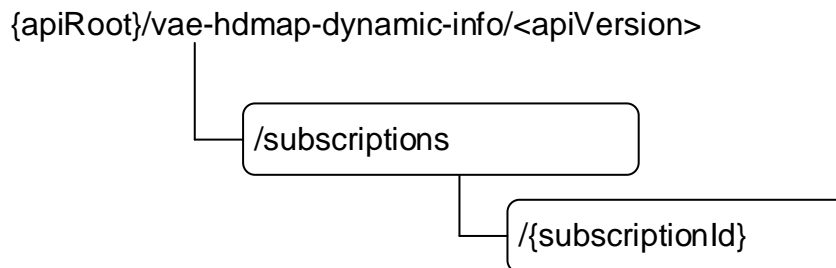 {apiRoot}/vae-hdmap-dynamic-info/<apiVersion>
/subscriptions
/{subscriptionId}